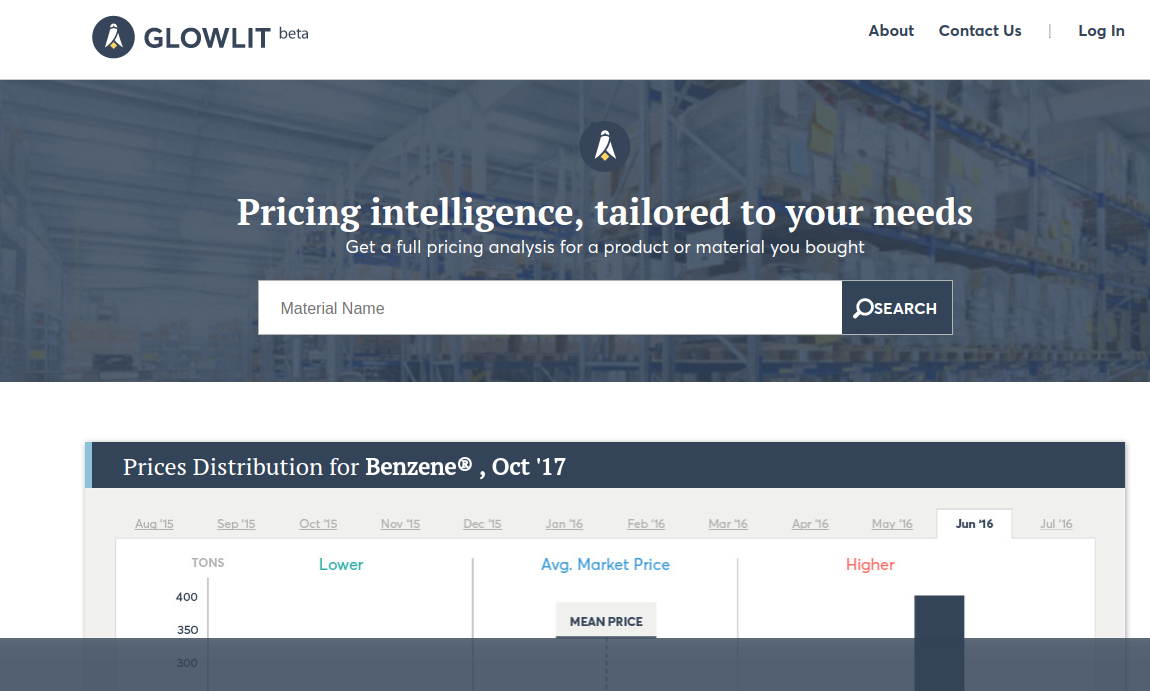 GLOWLIT beta
About Contact Us | Log In
Pricing intelligence, tailored to your needs
Get a full pricing analysis for a product or material you bought
Material Name
SEARCH
Prices Distribution for Benzene® , Oct '17
Aug '15 Sep '15 Oct '15 Nov '15 Dec '15 Jan '16 Feb '16 Mar '16 Apr '16 May '16 Jun '16 Jul '16
TONS Lower Avg. Market Price Higher
400
MEAN PRICE
350
300